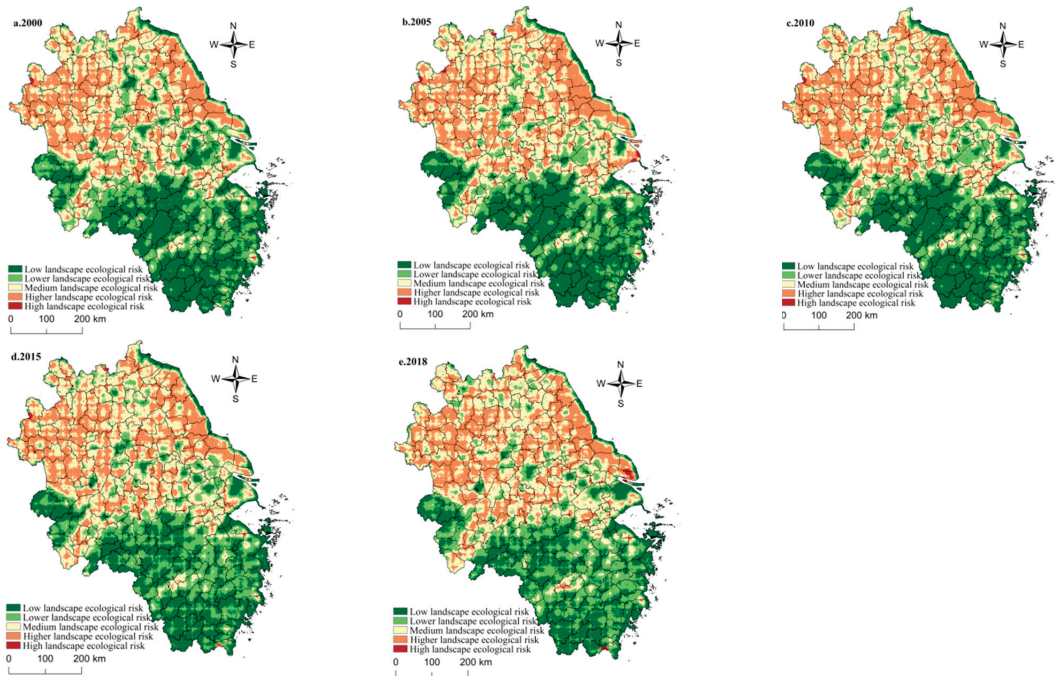 a.2000
N
W E
S
Low landscape ecological risk
Lower landscape ecological risk
Medium landscape ecological risk
Higher landscape ecological risk
High landscape ecological risk
0 100 200 km
b.2005
N
W E
S
Low landscape ecological risk
Lower landscape ecological risk
Medium landscape ecological risk
Higher landscape ecological risk
High landscape ecological risk
0 100 200 km
c.2010
N
W E
S
Low landscape ecological risk
Lower landscape ecological risk
Medium landscape ecological risk
Higher landscape ecological risk
High landscape ecological risk
0 100 200 km
d.2015
N
W E
S
Low landscape ecological risk
Lower landscape ecological risk
Medium landscape ecological risk
Higher landscape ecological risk
High landscape ecological risk
0 100 200 km
e.2018
N
W E
S
Low landscape ecological risk
Lower landscape ecological risk
Medium landscape ecological risk
Higher landscape ecological risk
High landscape ecological risk
0 100 200 km